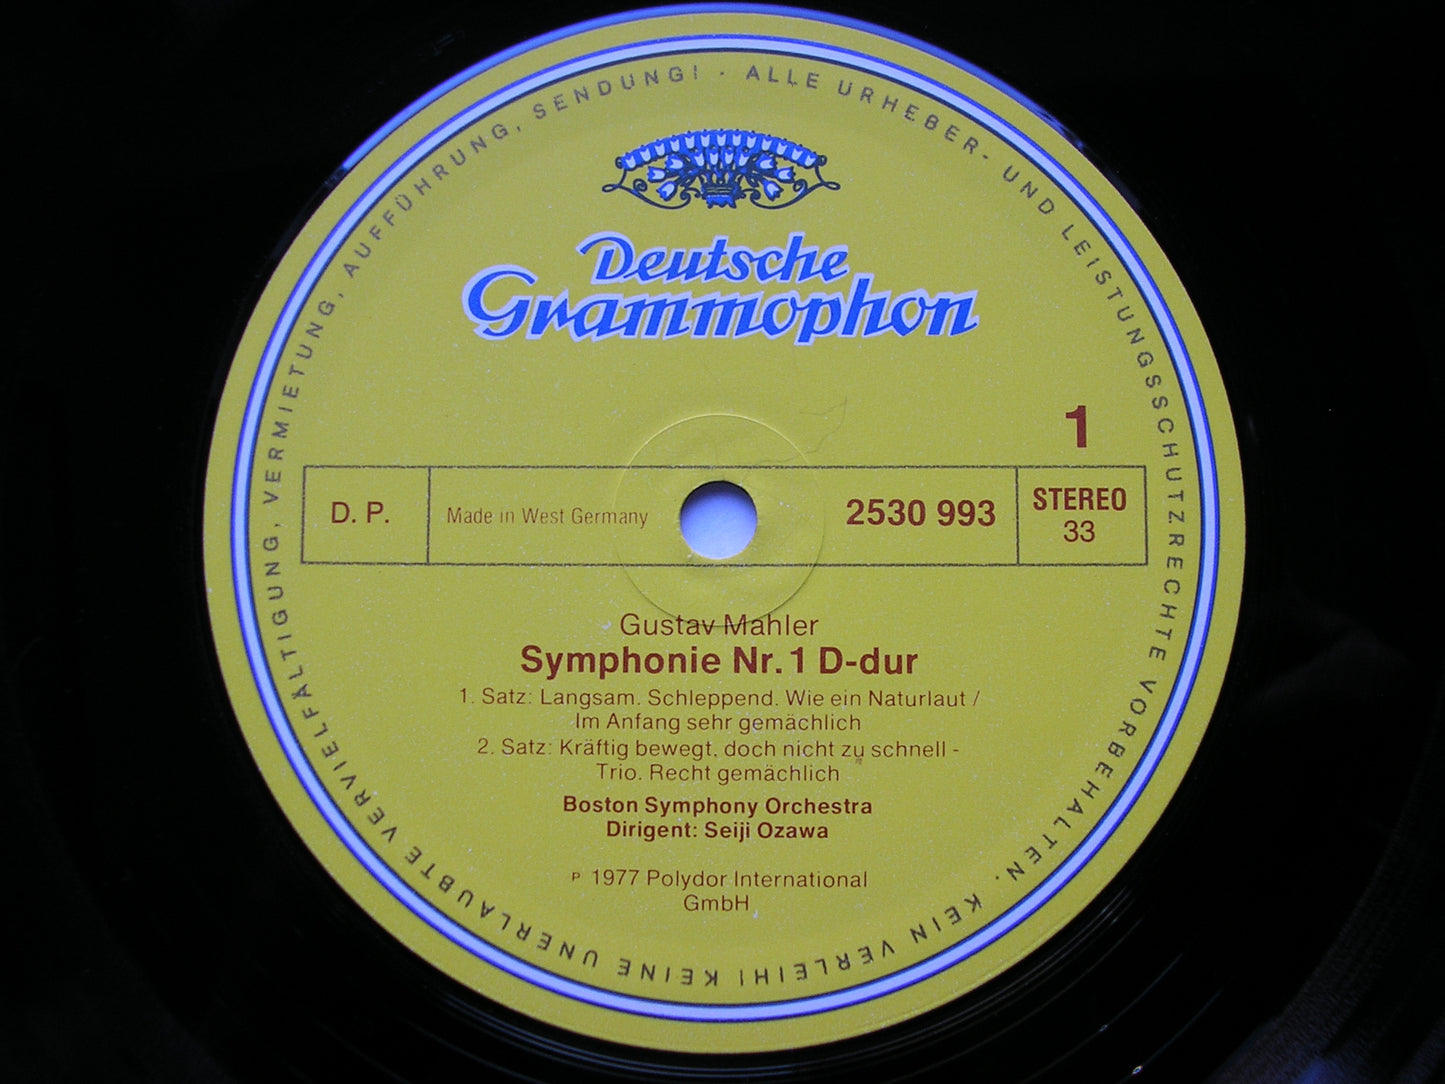 ALLE URHEBER- UND LEISTUNGSSCHUTZRECHTE VORBEHALTEN. KEIN VERLEIH! KEINE UNERLAUBTE VERVIELFÄLTIGUNG, VERMIETUNG, AUFFÜHRUNG, SENDUNG! ·
Deutsche
Grammophon
1
D. P.
Made in West Germany
2530 993
STEREO
33
Gustav Mahler
Symphonie Nr. 1 D-dur
1. Satz: Langsam. Schleppend. Wie ein Naturlaut /
Im Anfang sehr gemächlich
2. Satz: Kräftig bewegt, doch nicht zu schnell -
Trio. Recht gemächlich
Boston Symphony Orchestra
Dirigent: Seiji Ozawa
P 1977 Polydor International
GmbH